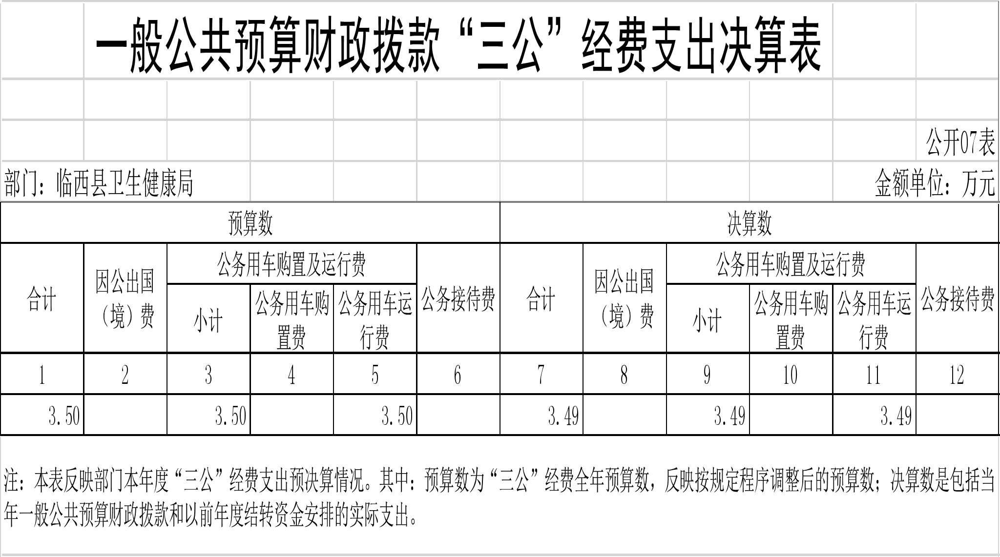 一般公共预算财政拨款“三公”经费支出决算表
公开07表
部门：临西县卫生健康局 金额单位：万元
预算数 决算数
合计 因公出国（境）费 公务用车购置及运行费 公务接待费 合计 因公出国（境）费 公务用车购置及运行费 公务接待费
小计 公务用车购置费 公务用车运行费 小计 公务用车购置费 公务用车运行费
1 2 3 4 5 6 7 8 9 10 11 12
3.50 3.50 3.50 3.49 3.49 3.49
注：本表反映部门本年度“三公”经费支出预决算情况。其中：预算数为“三公”经费全年预算数，反映按规定程序调整后的预算数；决算数是包括当
年一般公共预算财政拨款和以前年度结转资金安排的实际支出。